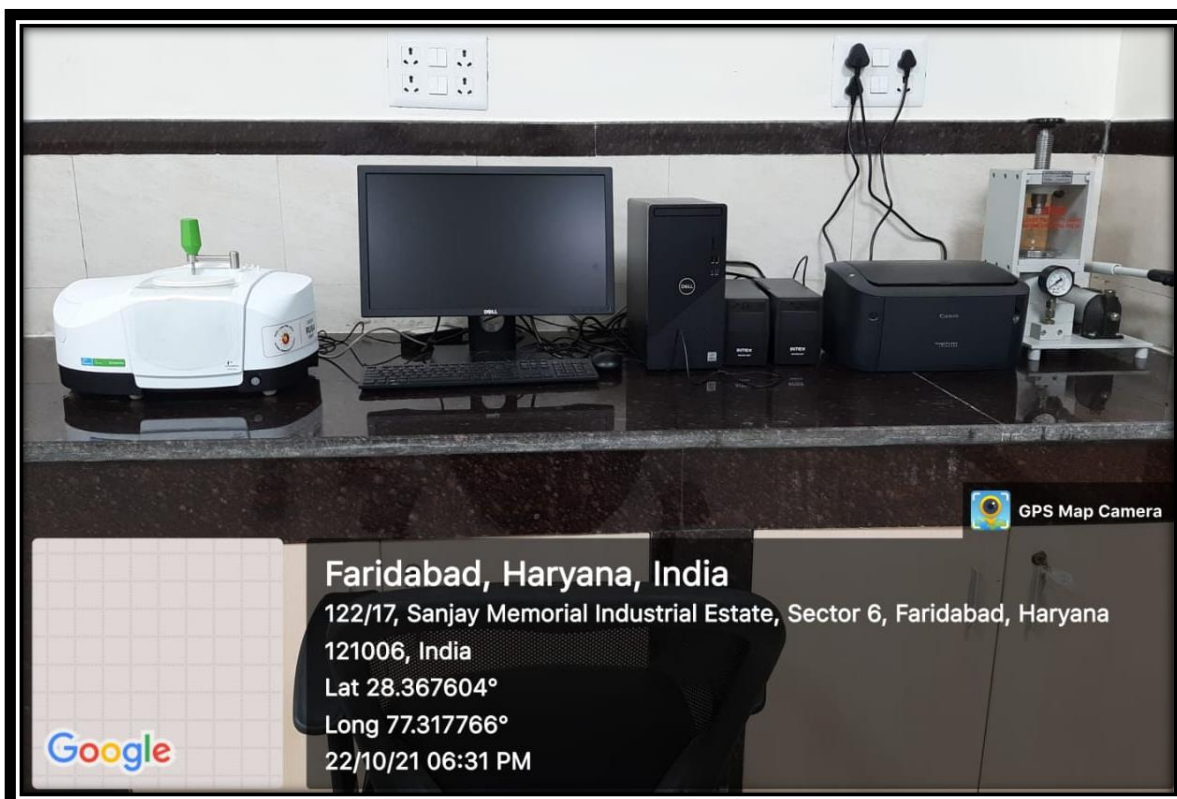 DELL
DELL
INTEX
INTEX
Canon
RUSA
GPS Map Camera
Faridabad, Haryana, India
122/17, Sanjay Memorial Industrial Estate, Sector 6, Faridabad, Haryana
121006, India
Lat 28.367604°
Long 77.317766°
22/10/21 06:31 PM
Google